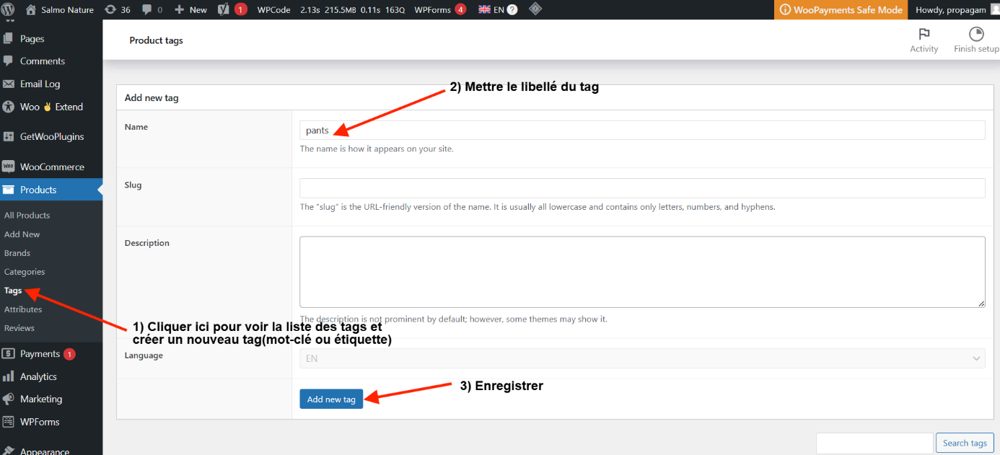 Salmo Nature 36 0 New 1 WPCode 2.13s 215.5MB 0.11s 163Q WPForms 4 EN ? WooPayments Safe Mode Howdy, propagam
Pages
Comments
Email Log
Woo ✌ Extend
GetWooPlugins
WooCommerce
Products
All Products
Add New
Brands
Categories
Tags
Attributes
Reviews
Payments 1
Analytics
Marketing
WPForms
Appearance
Product tags
Activity
Finish setup
2) Mettre le libellé du tag
Add new tag
Name
pants
The name is how it appears on your site.
Slug
The “slug” is the URL-friendly version of the name. It is usually all lowercase and contains only letters, numbers, and hyphens.
Description
The description is not prominent by default; however, some themes may show it.
1) Cliquer ici pour voir la liste des tags et
créer un nouveau tag(mot-clé ou étiquette)
Language
EN
3) Enregistrer
Add new tag
Search tags